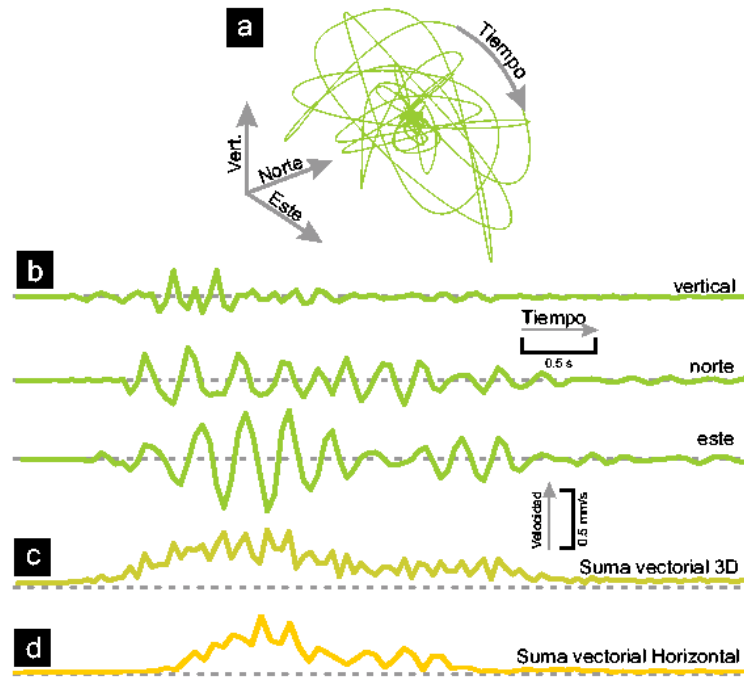 a
Tiempo
Vert.
Norte
Este
b
vertical
Tiempo
0.5 s
norte
este
Velocidad
0.5 mm/s
c
Suma vectorial 3D
d
Suma vectorial Horizontal